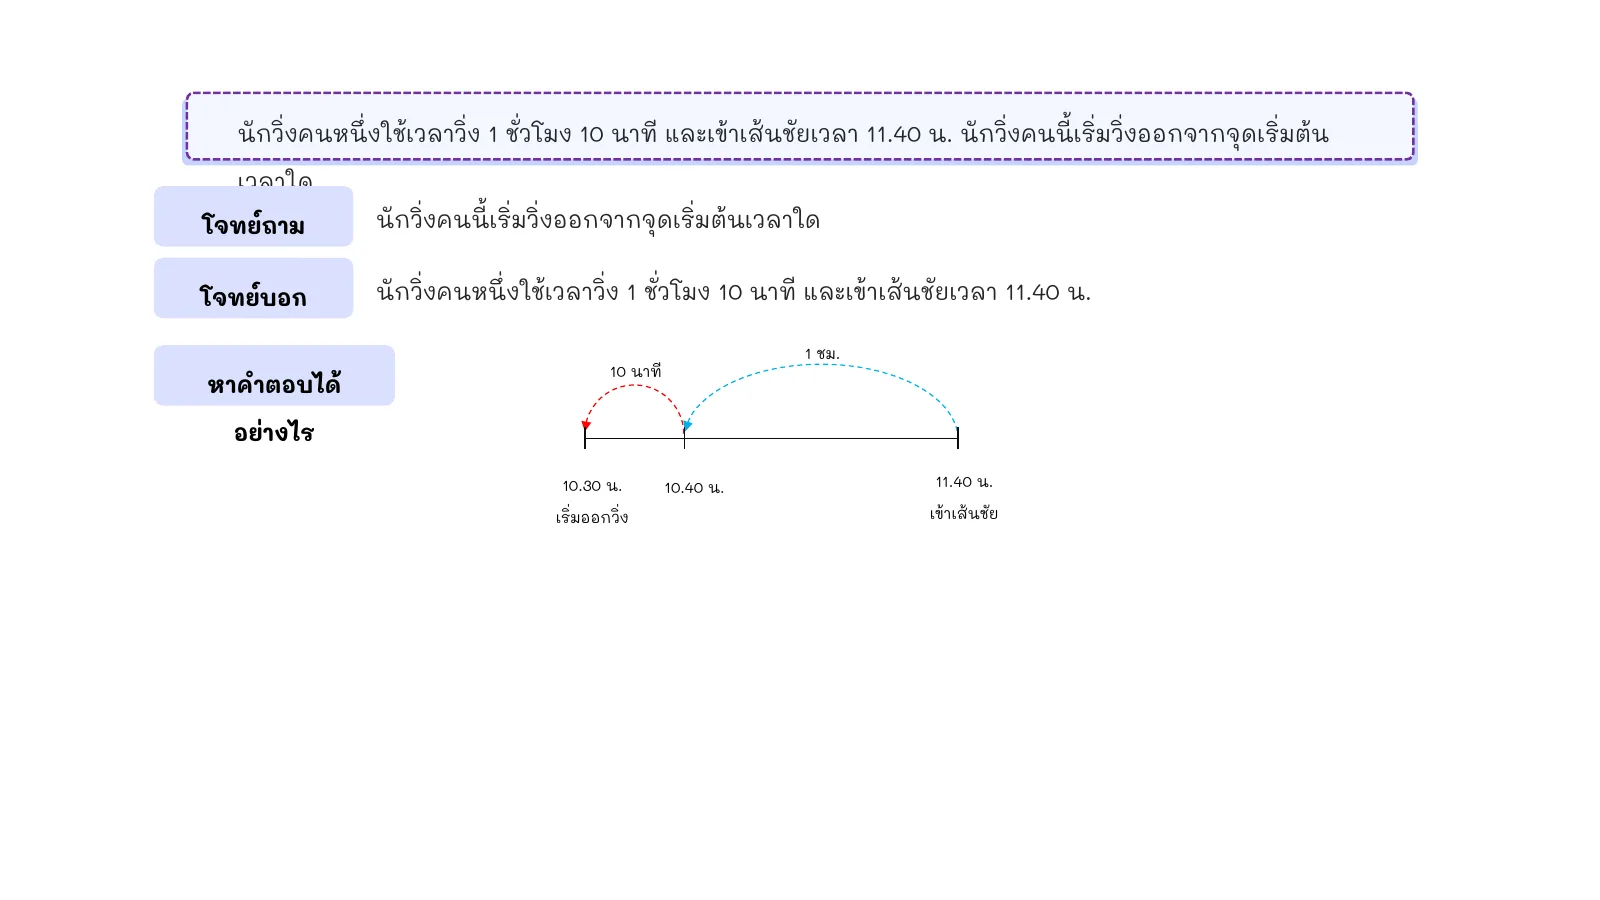 นักวิ่งคนหนึ่งใช้เวลาวิ่ง 1 ชั่วโมง 10 นาที และเข้าเส้นชัยเวลา 11.40 น. นักวิ่งคนนี้เริ่มวิ่งออกจากจุดเริ่มต้น
เวลาใด
โจทย์ถาม
นักวิ่งคนนี้เริ่มวิ่งออกจากจุดเริ่มต้นเวลาใด
โจทย์บอก
นักวิ่งคนหนึ่งใช้เวลาวิ่ง 1 ชั่วโมง 10 นาที และเข้าเส้นชัยเวลา 11.40 น.
หาคำตอบได้
อย่างไร
1 ชม.
10 นาที
10.30 น.
10.40 น.
11.40 น.
เริ่มออกวิ่ง
เข้าเส้นชัย